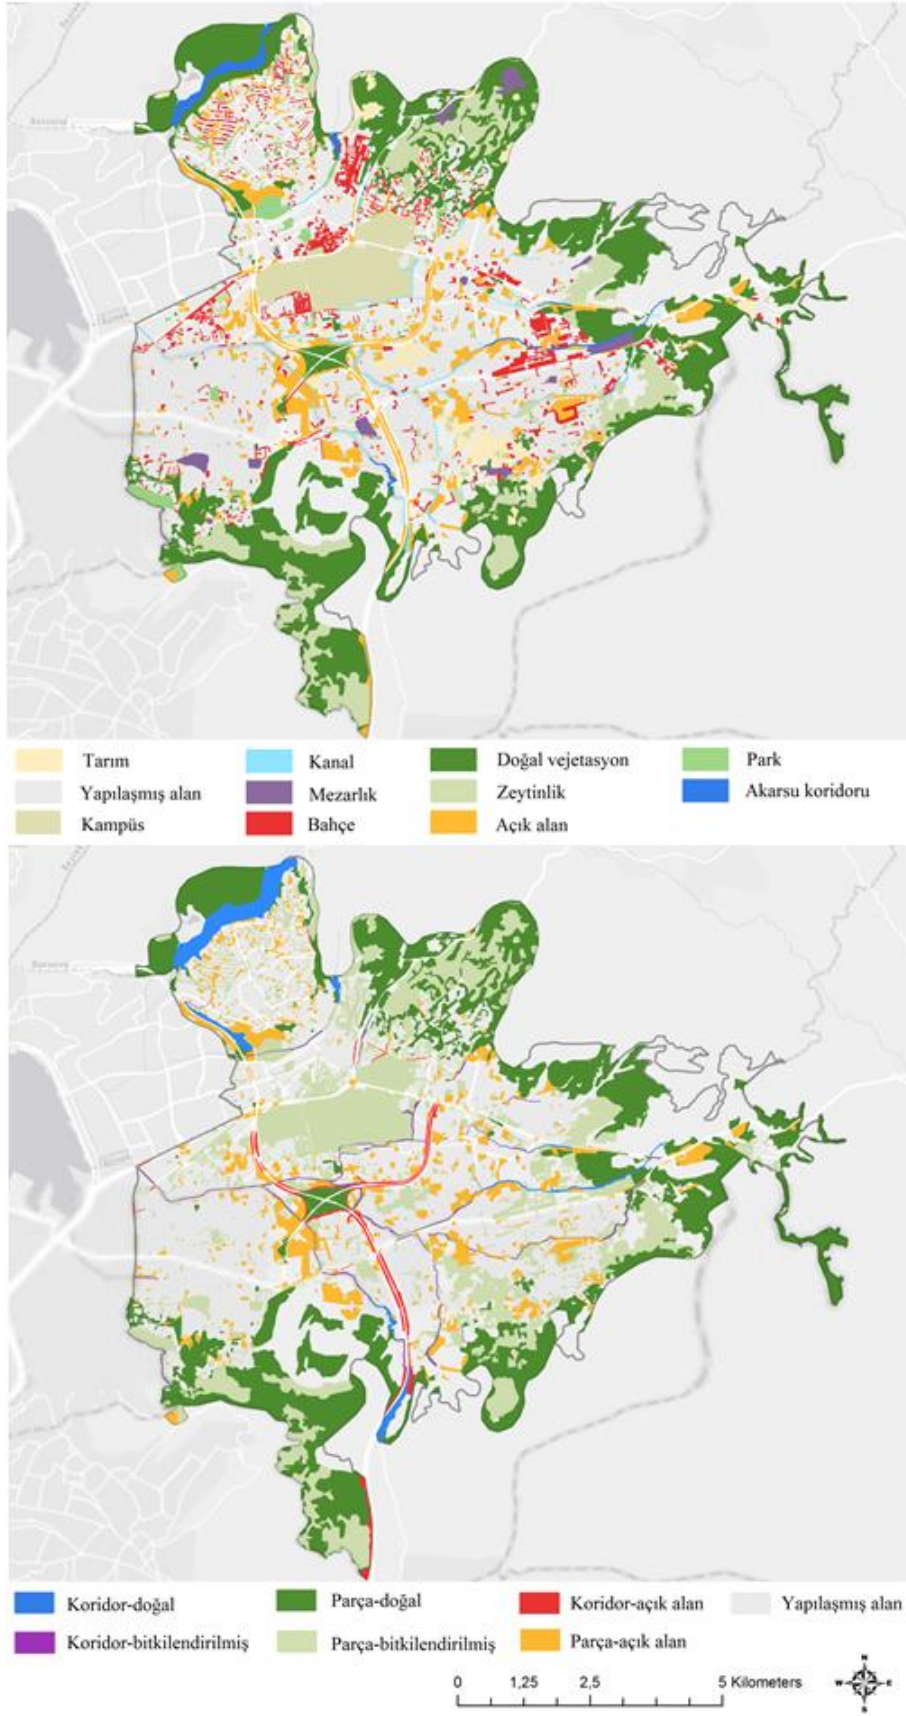 Tarım Kanal Doğal vejetasyon Park
Yapılaşmış alan Mezarlık Zeytinlik Akarsu koridoru
Kampüs Bahçe Açık alan
Koridor-doğal Parça-doğal Koridor-açık alan Yapılaşmış alan
Koridor-bitkilendirilmiş Parça-bitkilendirilmiş Parça-açık alan
N
W E
S
0 1,25 2,5 5 Kilometers